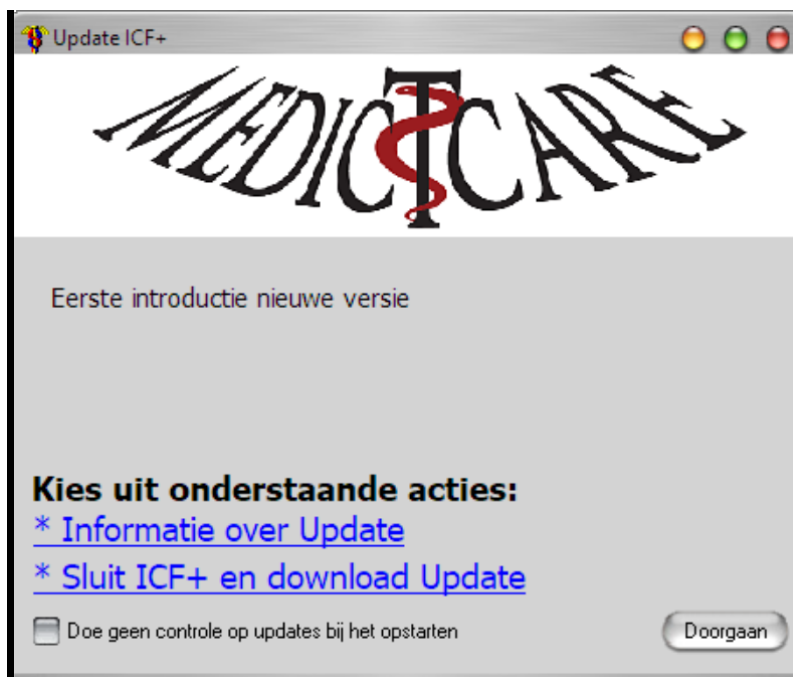 Update ICF+
MEDICTCARE
Eerste introductie nieuwe versie
Kies uit onderstaande acties:
* Informatie over Update
* Sluit ICF+ en download Update
Doe geen controle op updates bij het opstarten
Doorgaan